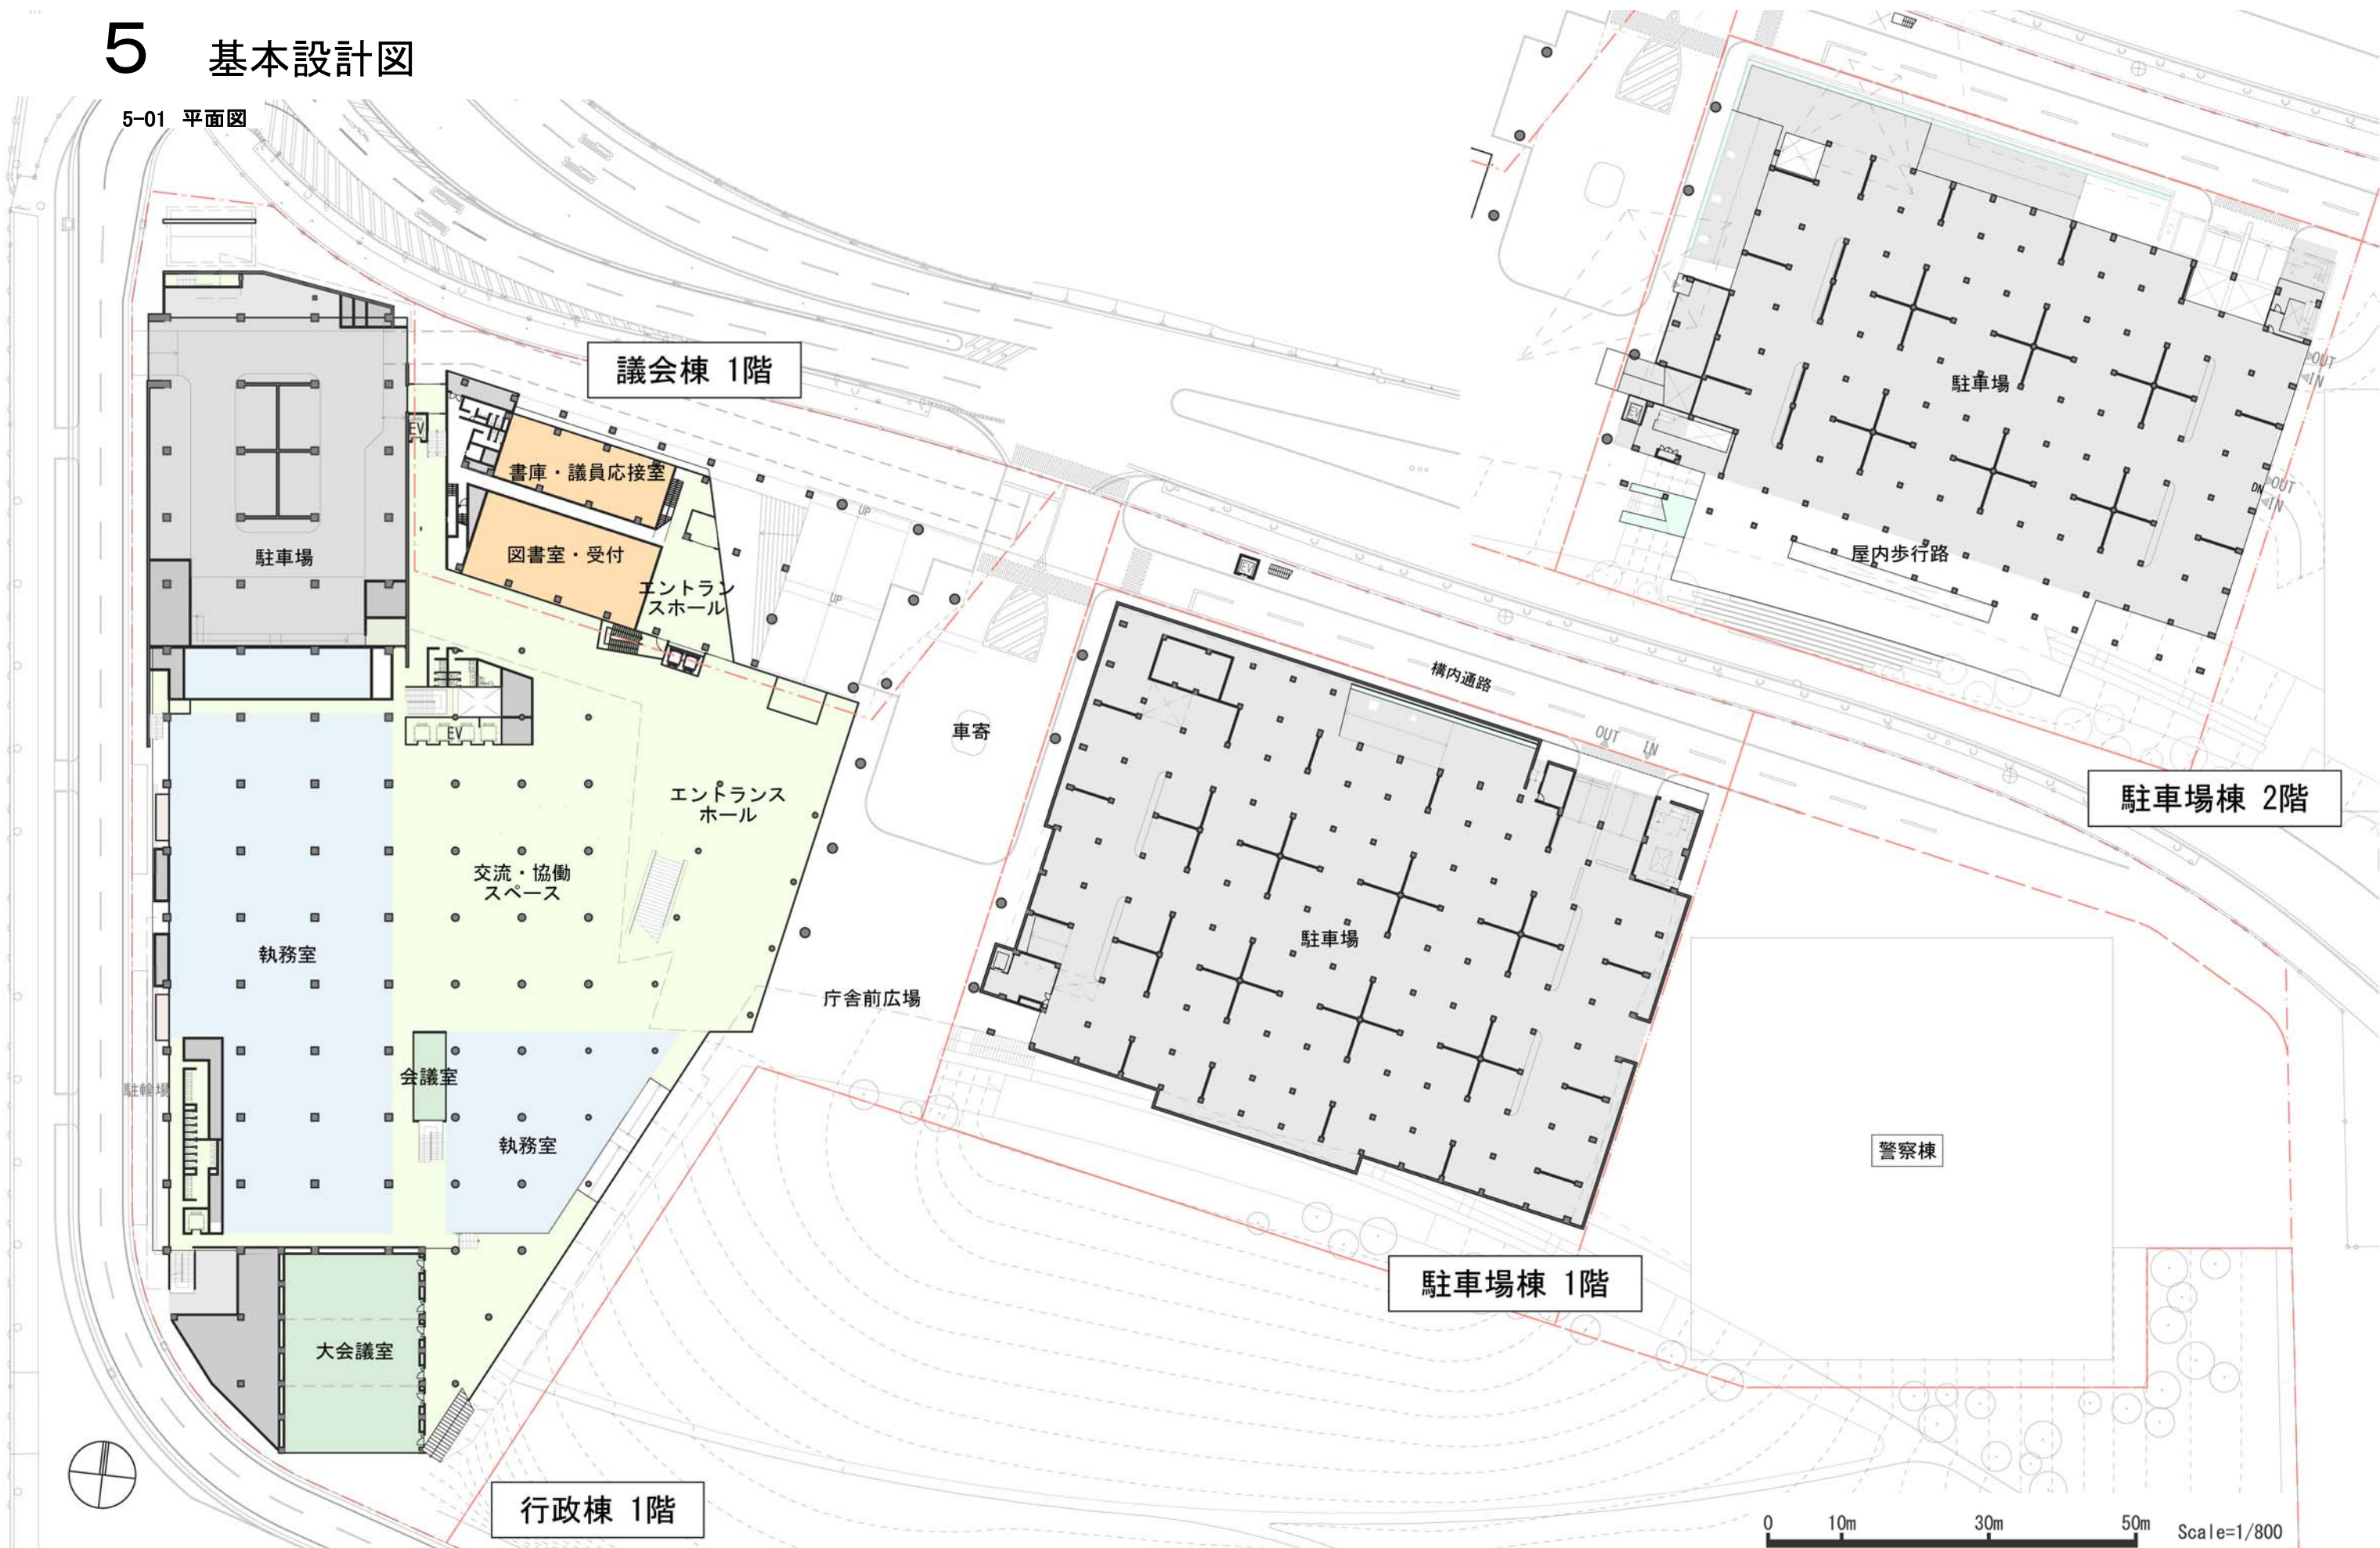 5 基本設計図
5-01 平面図
議会棟 1階
EV
書庫・議員応接室
図書室・受付
エントラン
スホール
UP
UP
駐車場
EV
車寄
エントランス
ホール
交流・協働
スペース
執務室
庁舎前広場
会議室
駐輪場
執務室
大会議室
行政棟 1階
EV
構内通路
OUT IN
駐車場
駐車場棟 1階
警察棟
駐車場
EV
OUT
IN
OUT
IN
DN
屋内歩行路
駐車場棟 2階
0 10m 30m 50m Scale=1/800